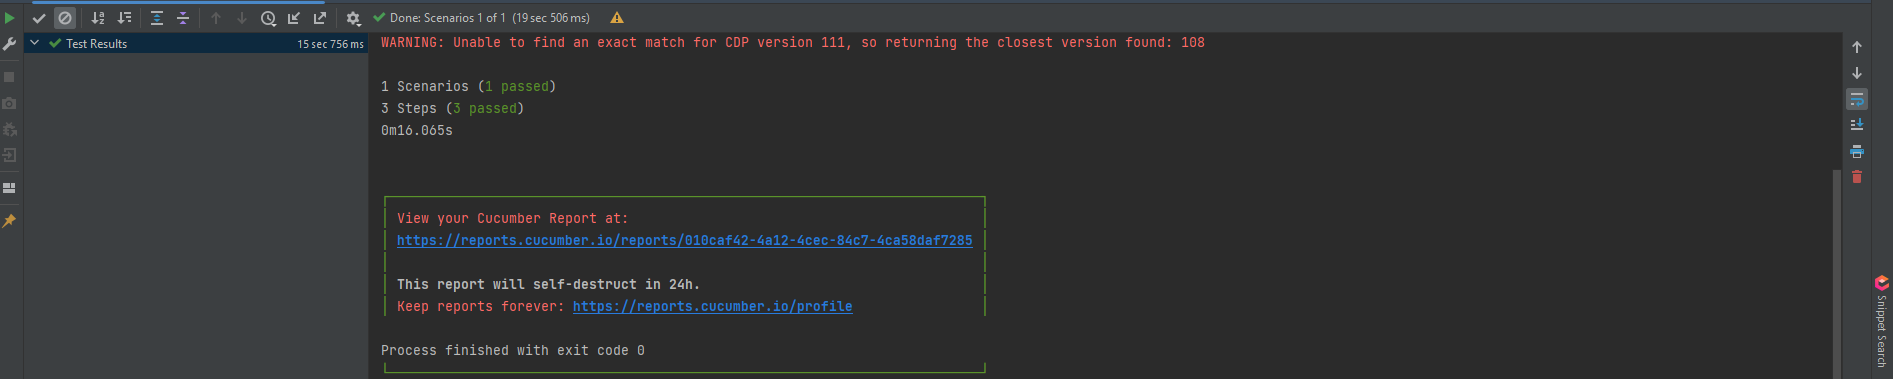 Done: Scenarios 1 of 1 (19 sec 506 ms)
Test Results 15 sec 756 ms
WARNING: Unable to find an exact match for CDP version 111, so returning the closest version found: 108
1 Scenarios (1 passed)
3 Steps (3 passed)
0m16.065s
View your Cucumber Report at:
https://reports.cucumber.io/reports/010caf42-4a12-4cec-84c7-4ca58daf7285
This report will self-destruct in 24h.
Keep reports forever: https://reports.cucumber.io/profile
Process finished with exit code 0
Snippet Search